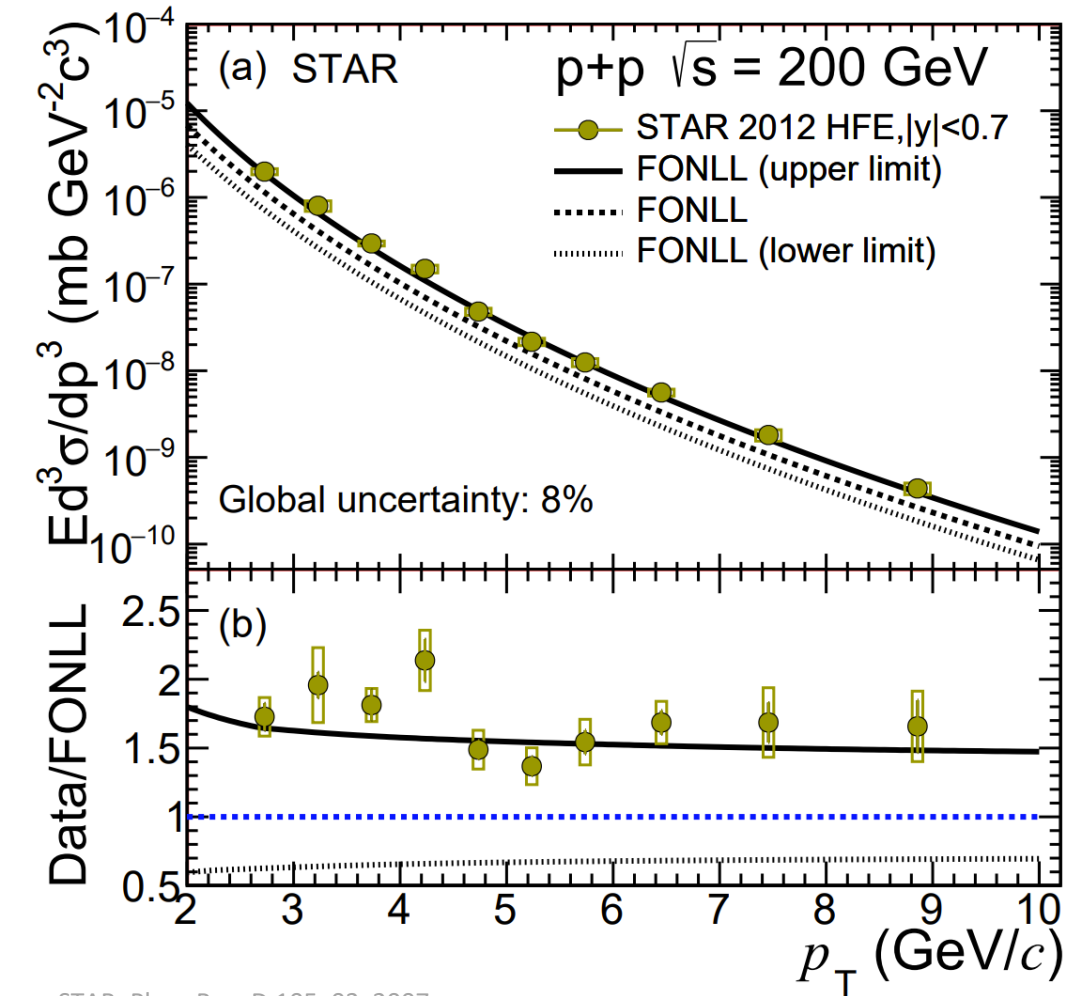 (a) STAR
p+p √s = 200 GeV
STAR 2012 HFE,|y|<0.7
FONLL (upper limit)
FONLL
FONLL (lower limit)
Ed³σ/dp³ (mb GeV⁻²c³)
10⁻⁴
10⁻⁵
10⁻⁶
10⁻⁷
10⁻⁸
10⁻⁹
10⁻¹⁰
Global uncertainty: 8%
(b)
Data/FONLL
2.5
2
1.5
1
0.5
2 3 4 5 6 7 8 9 10
p_T (GeV/c)